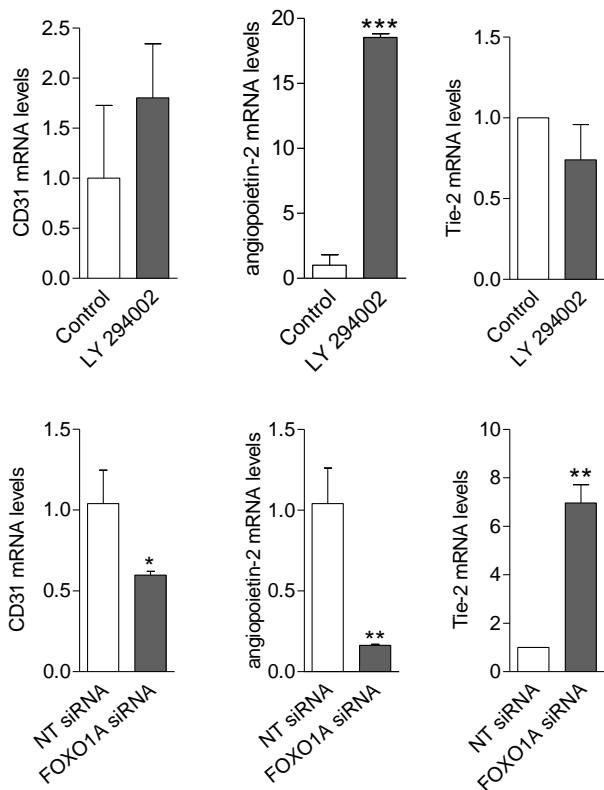 CD31 mRNA levels
2.5
2.0
1.5
1.0
0.5
0.0
Control
LY 294002
angiopoietin-2 mRNA levels
20
15
10
5
0
***
Control
LY 294002
Tie-2 mRNA levels
1.5
1.0
0.5
0.0
Control
LY 294002
CD31 mRNA levels
1.5
1.0
0.5
0.0
*
NT siRNA
FOXO1A siRNA
angiopoietin-2 mRNA levels
1.5
1.0
0.5
0.0
**
NT siRNA
FOXO1A siRNA
Tie-2 mRNA levels
10
8
6
4
2
0
**
NT siRNA
FOXO1A siRNA